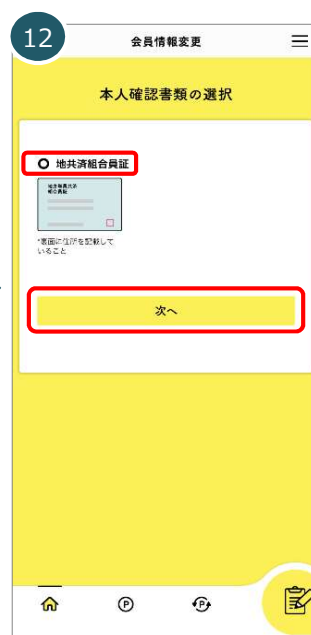 12
会員情報変更
本人確認書類の選択
地共済組合員証
*裏面に住所を記載して
いること
次へ
P
P